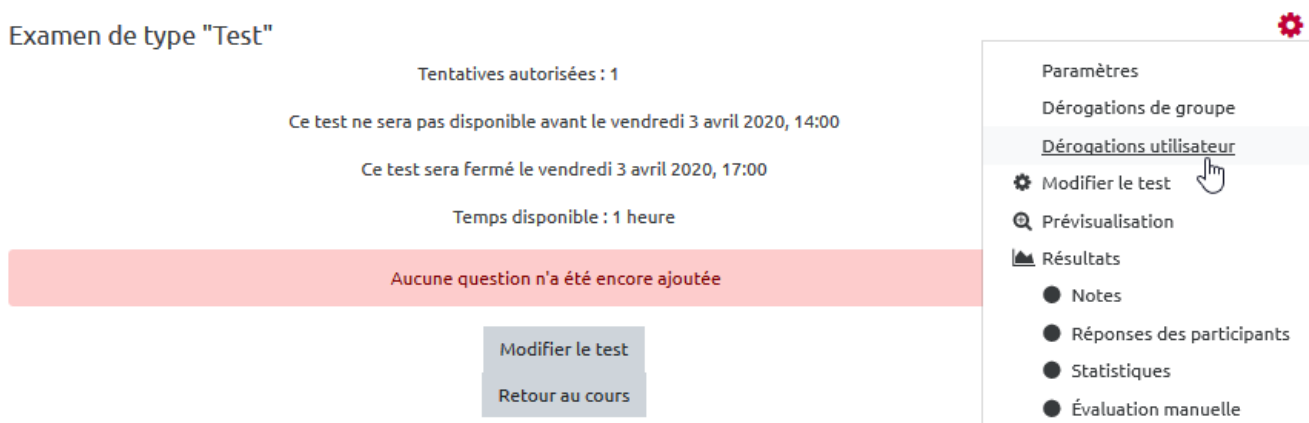 Examen de type "Test"
Tentatives autorisées : 1
Ce test ne sera pas disponible avant le vendredi 3 avril 2020, 14:00
Ce test sera fermé le vendredi 3 avril 2020, 17:00
Temps disponible : 1 heure
Aucune question n'a été encore ajoutée
Modifier le test
Retour au cours
Paramètres
Dérogations de groupe
Dérogations utilisateur
Modifier le test
Prévisualisation
Résultats
Notes
Réponses des participants
Statistiques
Évaluation manuelle